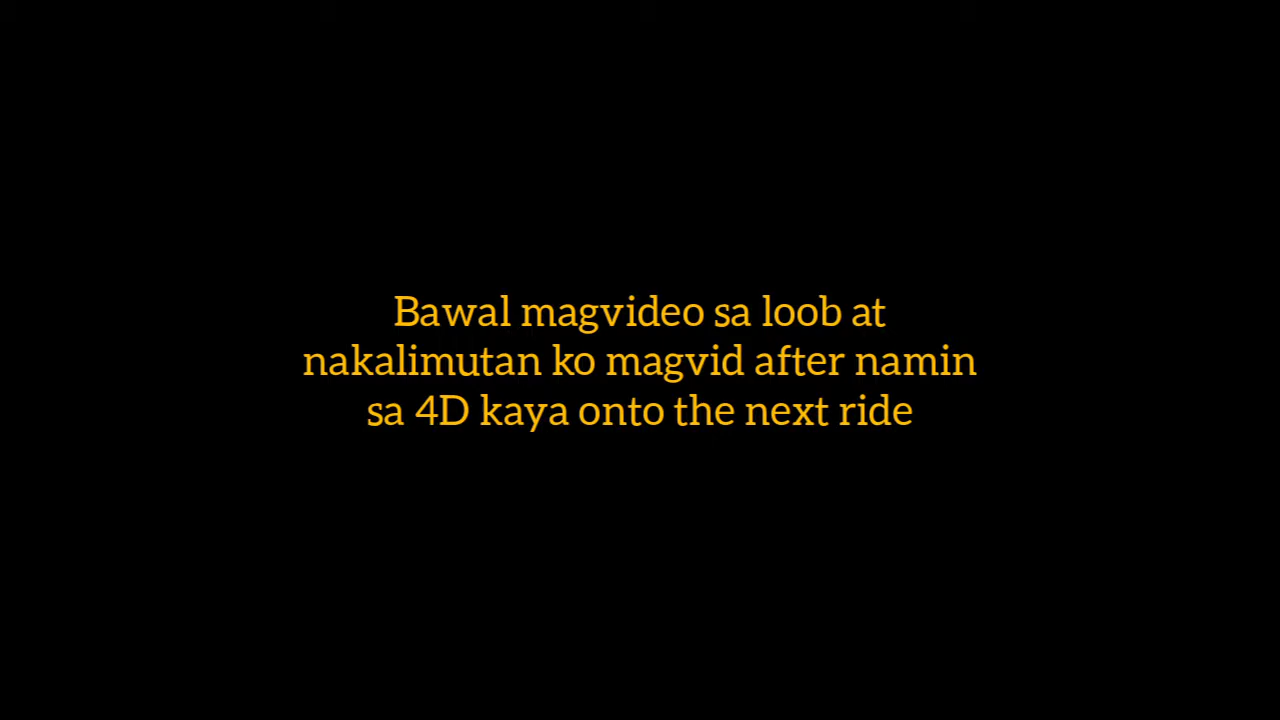 Bawal magvideo sa loob at
nakalimutan ko magvid after namin
sa 4D kaya onto the next ride